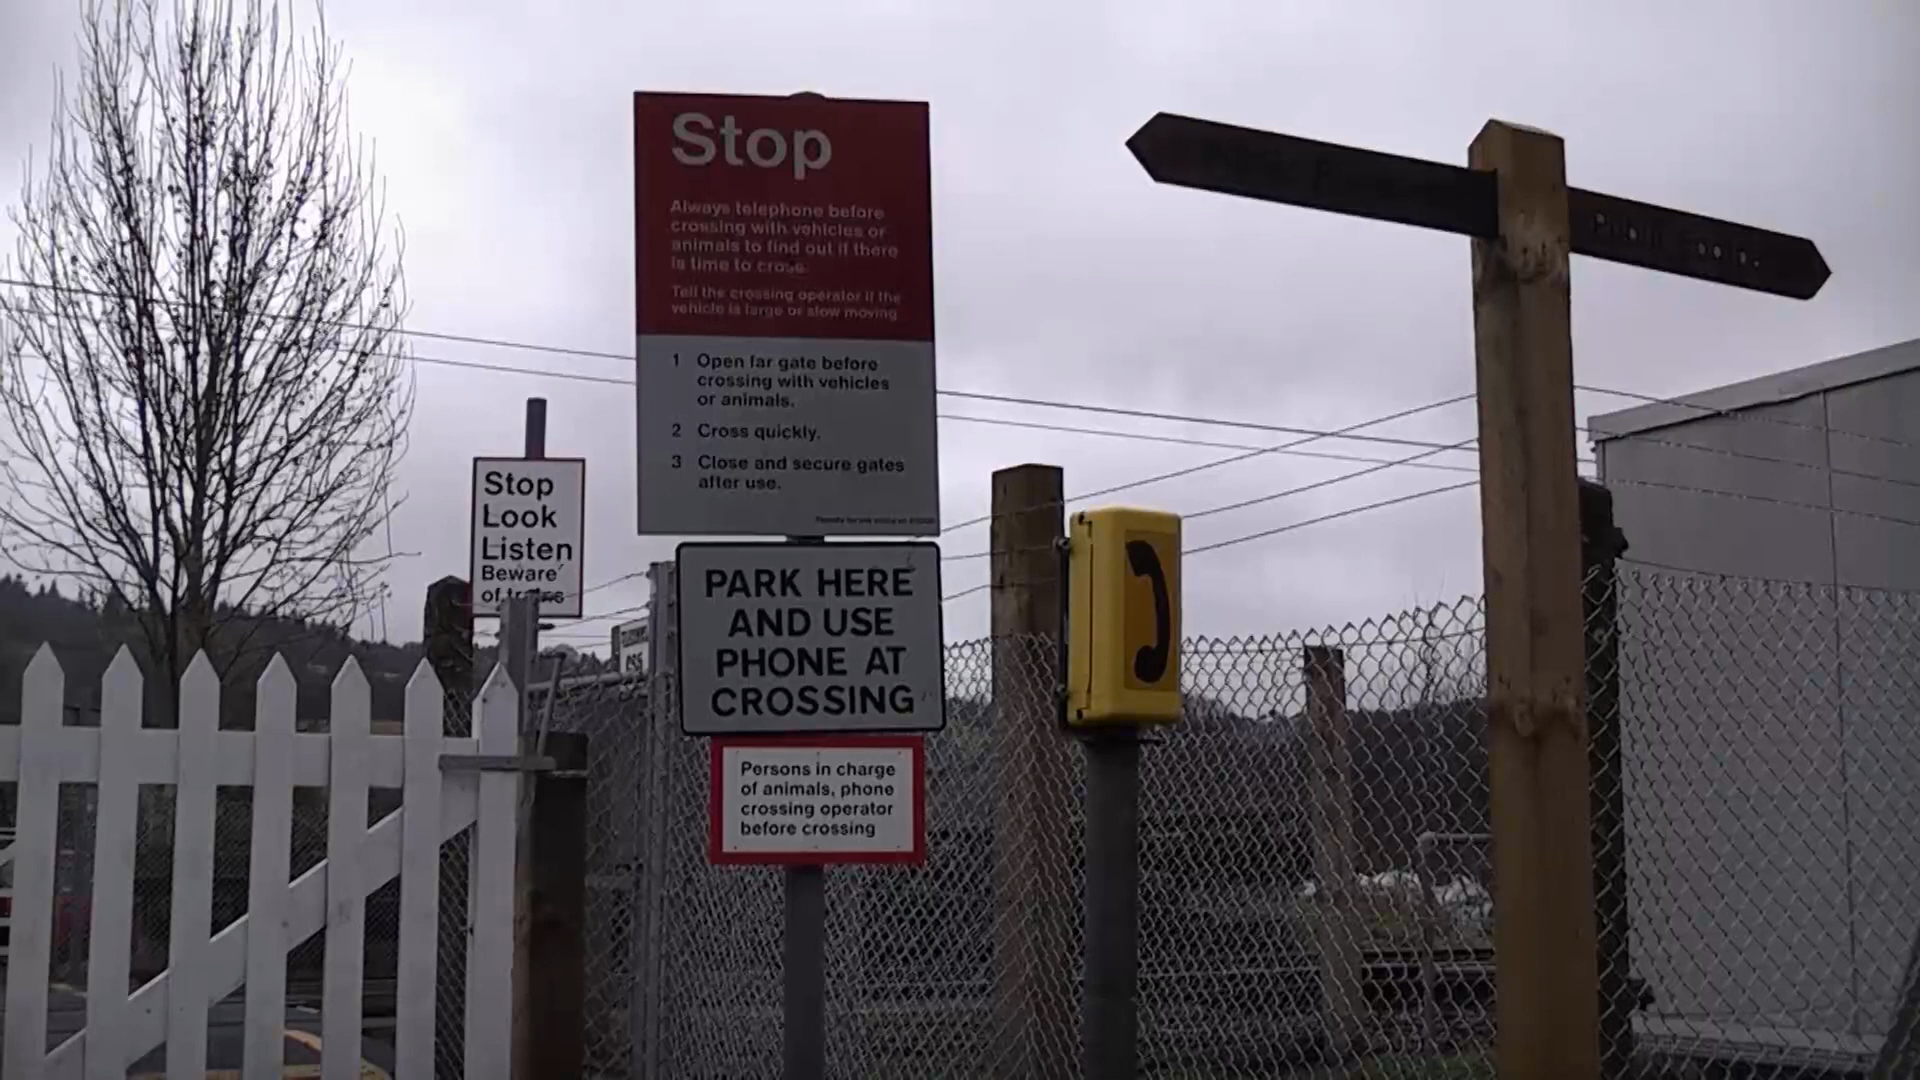 Stop
Always telephone before
crossing with vehicles or
animals to find out if there
is time to cross.
Tell the crossing operator if the
vehicle is large or slow moving
1 Open far gate before
crossing with vehicles
or animals.
2 Cross quickly.
3 Close and secure gates
after use.
PARK HERE
AND USE
PHONE AT
CROSSING
Persons in charge
of animals, phone
crossing operator
before crossing
Stop
Look
Listen
Beware
of trains
Public